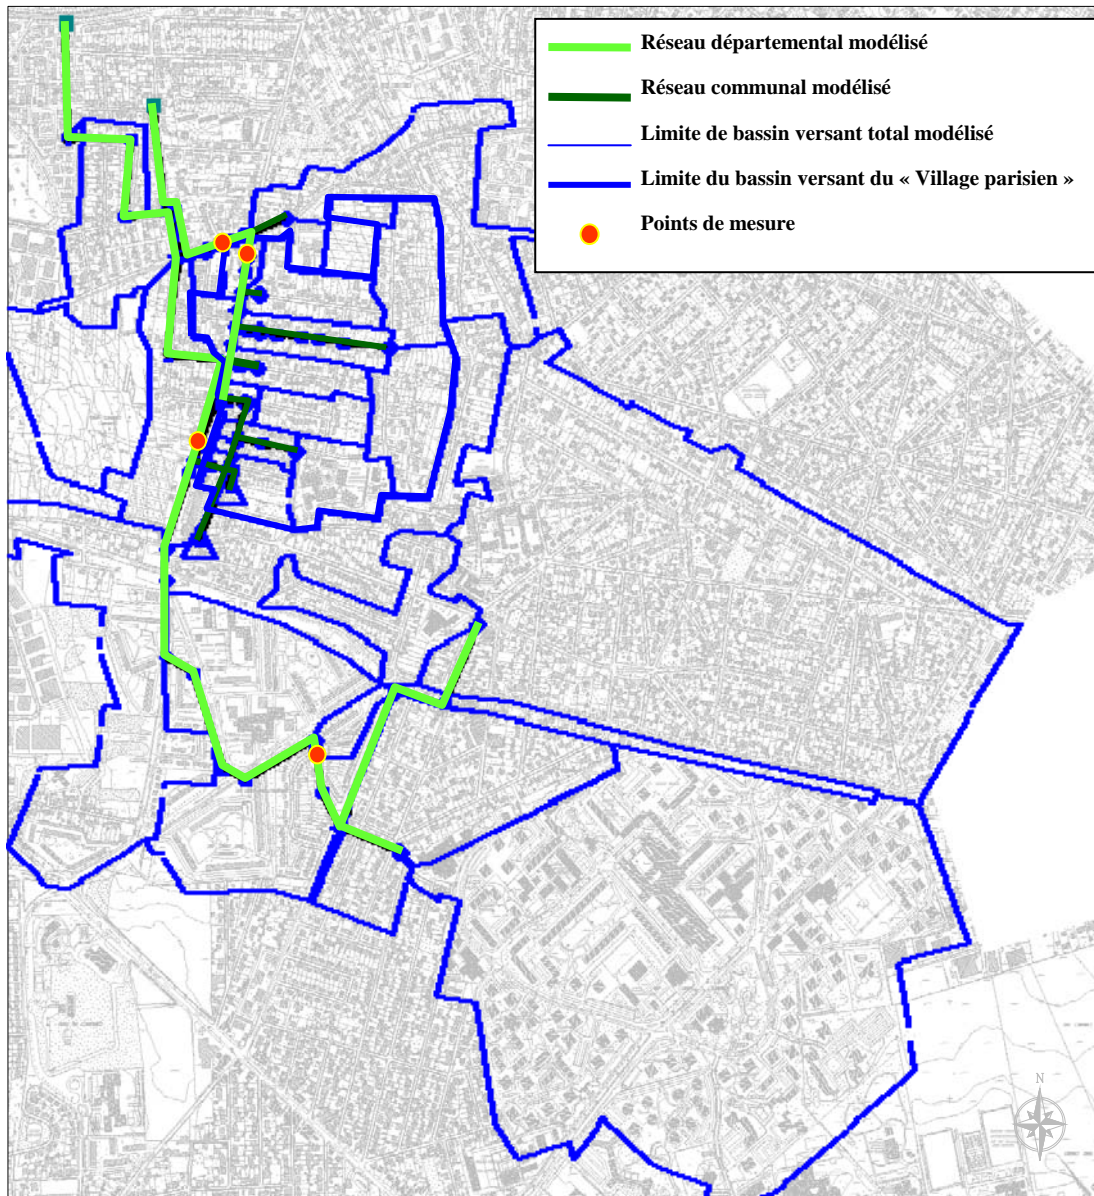 Réseau départemental modélisé
Réseau communal modélisé
Limite de bassin versant total modélisé
Limite du bassin versant du « Village parisien »
Points de mesure
N